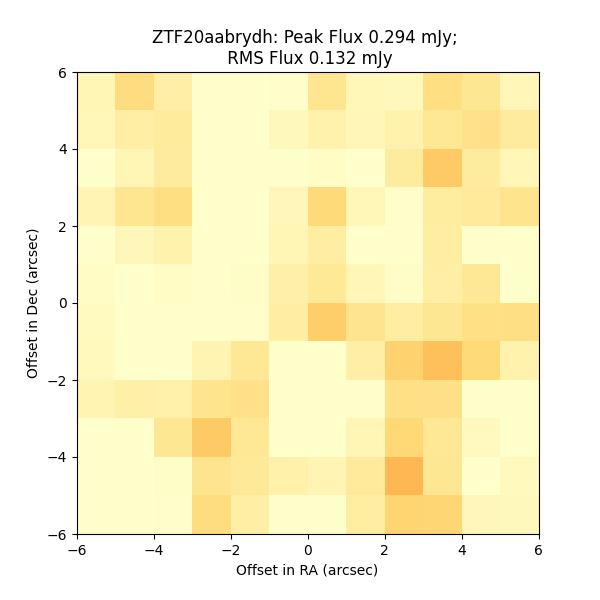 ZTF20aabrydh: Peak Flux 0.294 mJy;
RMS Flux 0.132 mJy
6
4
2
0
−2
−4
−6
Offset in Dec (arcsec)
−6 −4 −2 0 2 4 6
Offset in RA (arcsec)